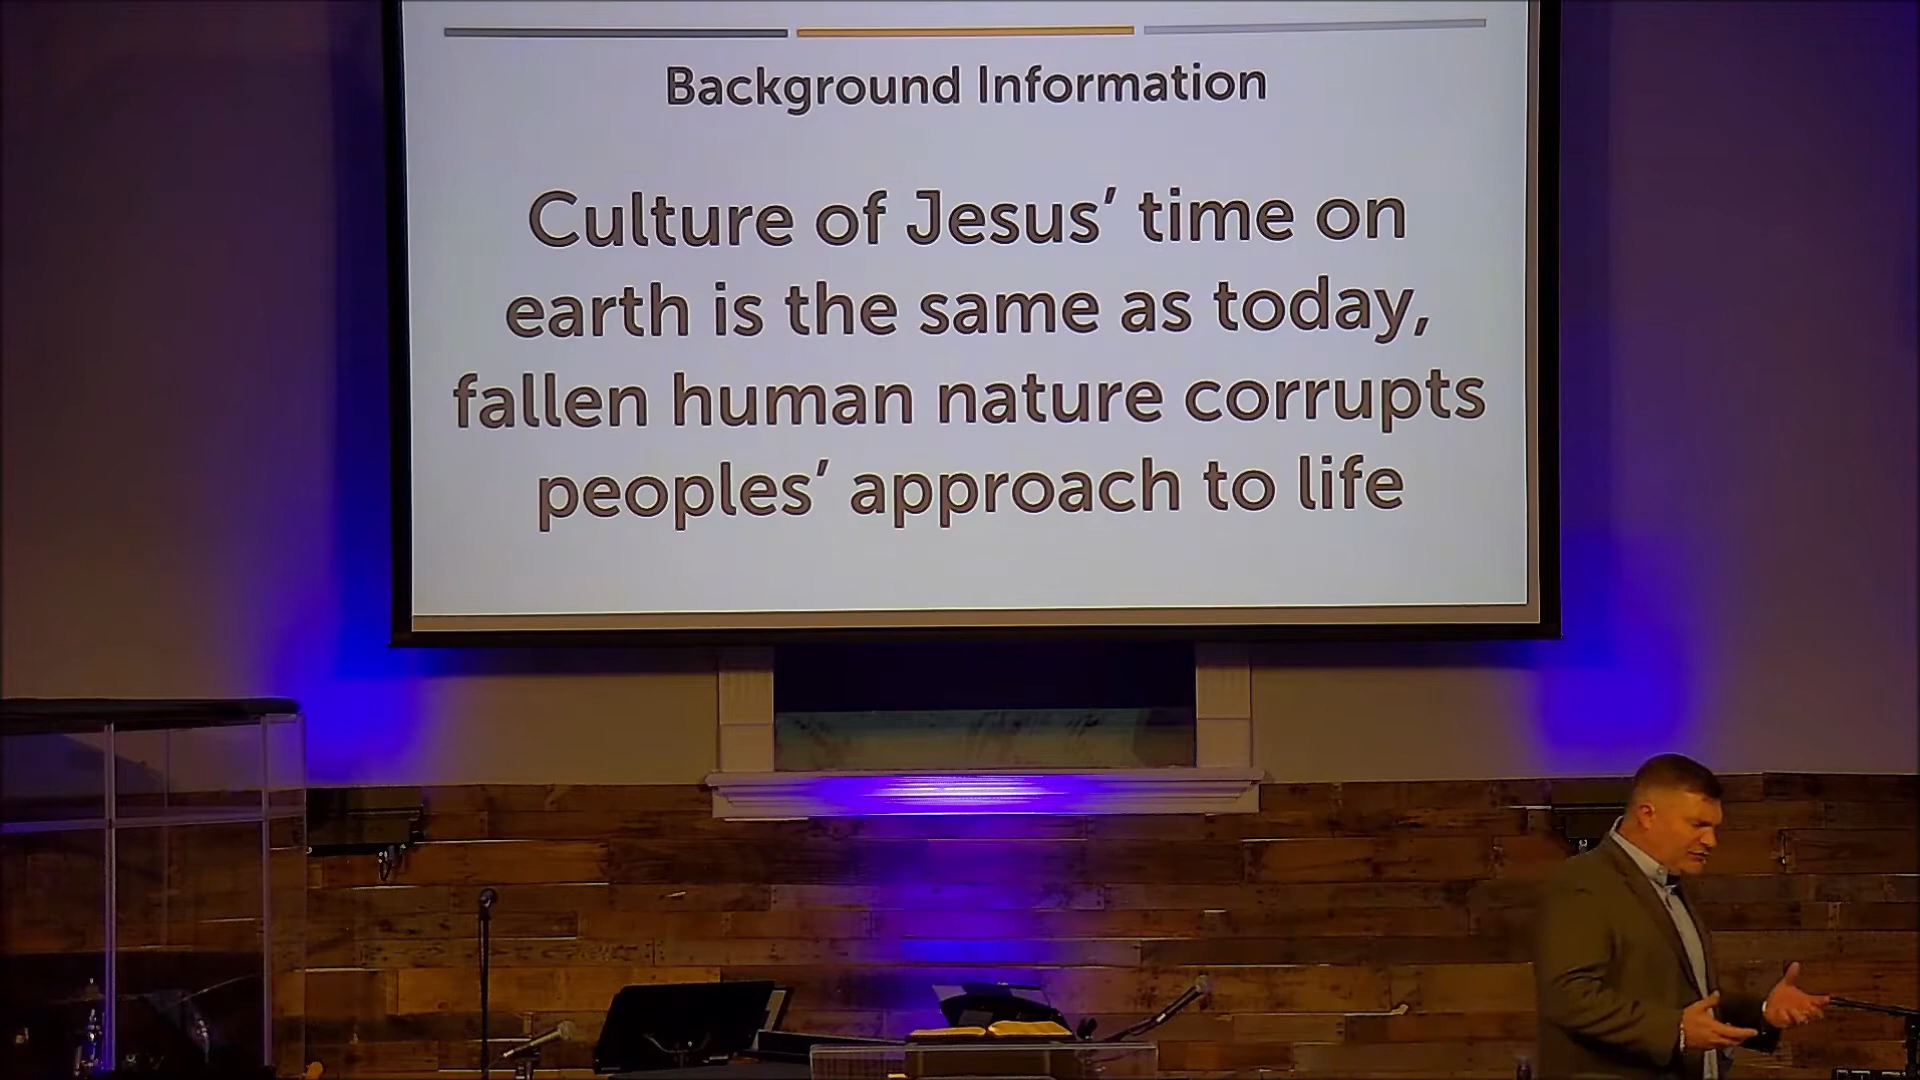 Background Information
Culture of Jesus’ time on
earth is the same as today,
fallen human nature corrupts
peoples’ approach to life